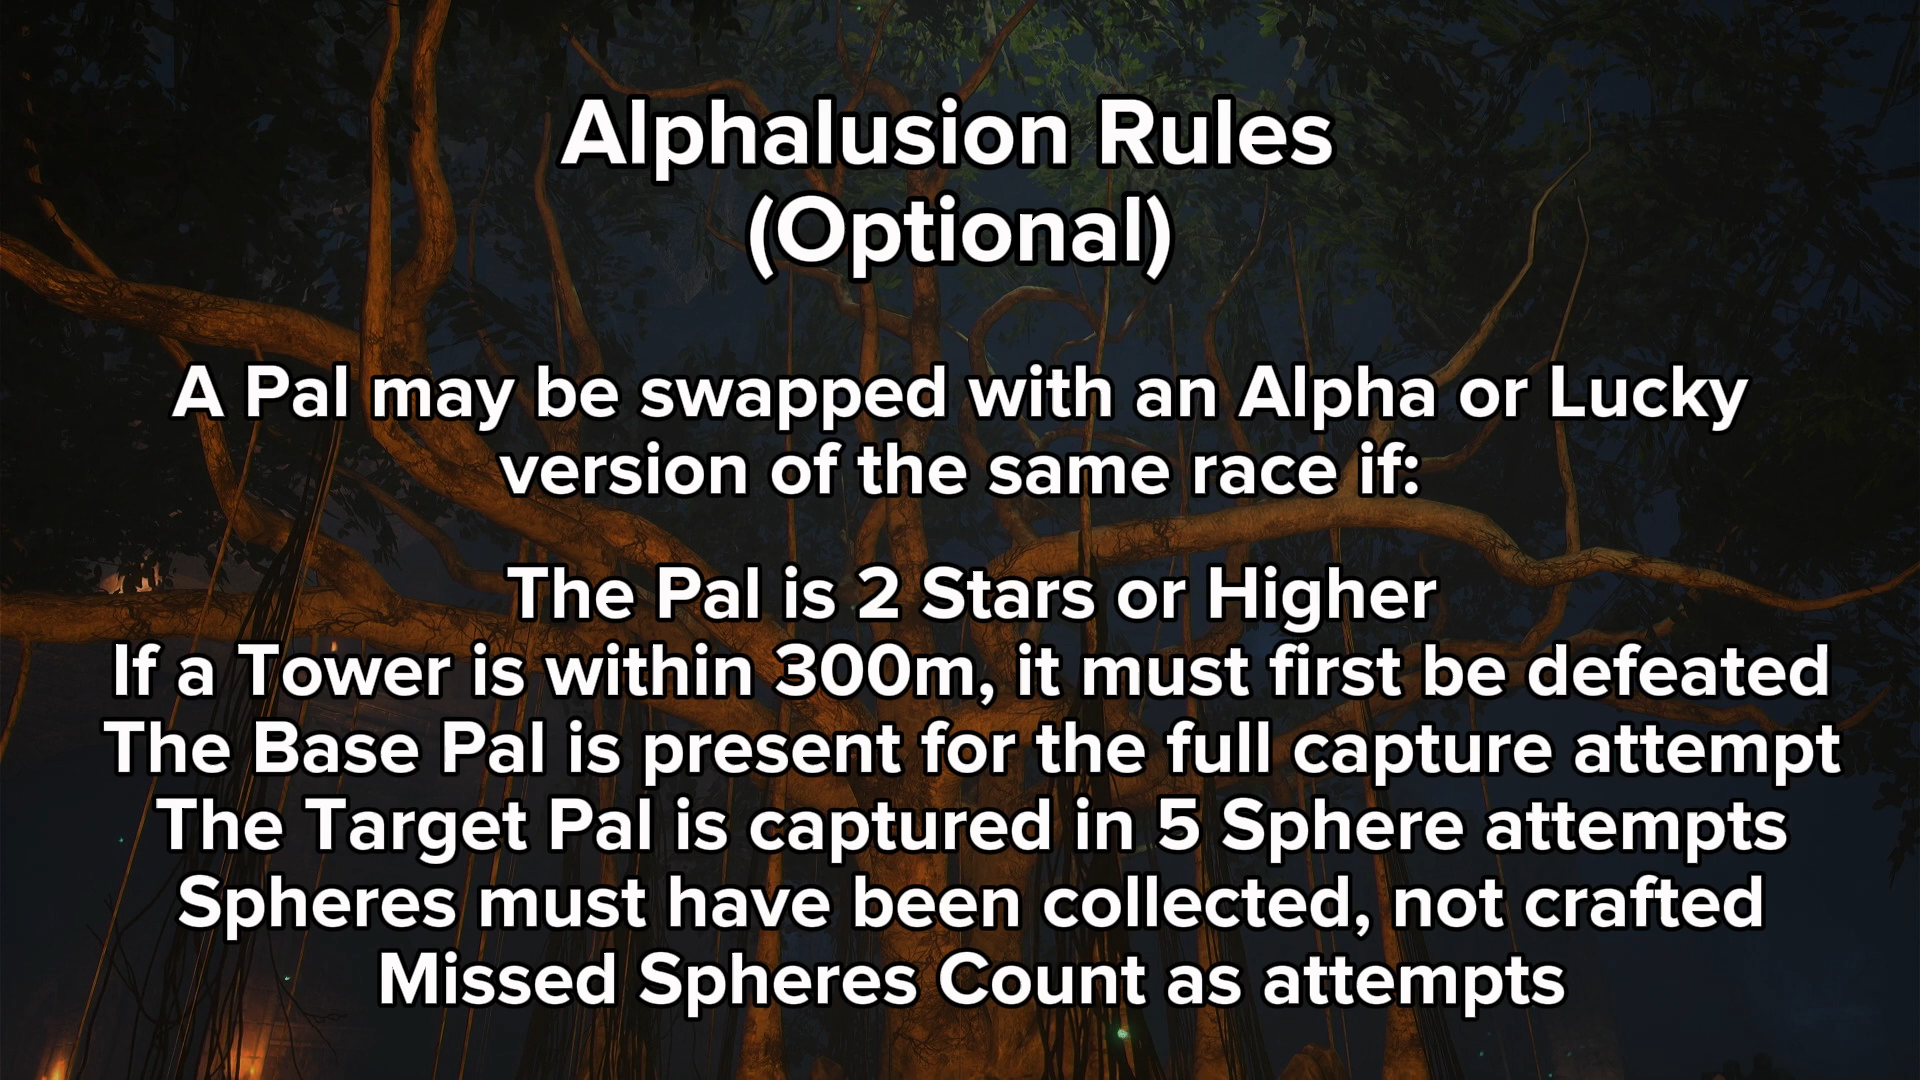 Alphalusion Rules
(Optional)
A Pal may be swapped with an Alpha or Lucky
version of the same race if:
The Pal is 2 Stars or Higher
If a Tower is within 300m, it must first be defeated
The Base Pal is present for the full capture attempt
The Target Pal is captured in 5 Sphere attempts
Spheres must have been collected, not crafted
Missed Spheres Count as attempts